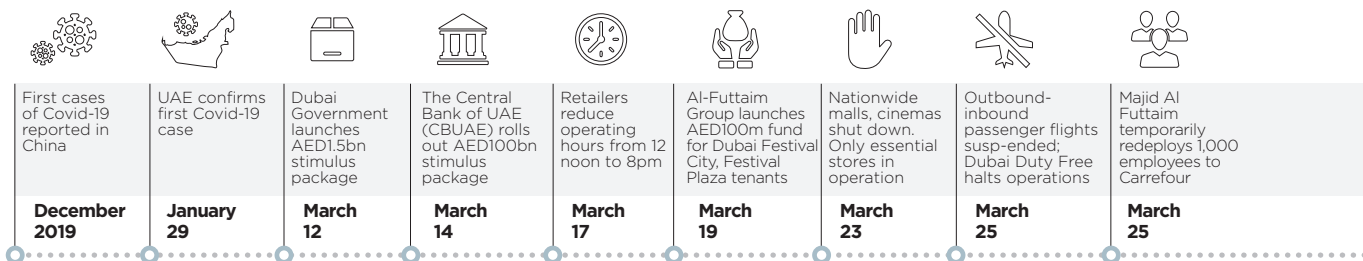 First cases
of Covid-19
reported in
China
December
2019
UAE confirms
first Covid-19
case
January
29
Dubai
Government
launches
AED1.5bn
stimulus
package
March
12
The Central
Bank of UAE
(CBUAE) rolls
out AED100bn
stimulus
package
March
14
Retailers
reduce
operating
hours from 12
noon to 8pm
March
17
Al-Futtaim
Group launches
AED100m fund
for Dubai Festival
City, Festival
Plaza tenants
March
19
Nationwide
malls, cinemas
shut down.
Only essential
stores in
operation
March
23
Outbound-
inbound
passenger flights
susp-ended;
Dubai Duty Free
halts operations
March
25
Majid Al
Futtaim
temporarily
redeploys 1,000
employees to
Carrefour
March
25